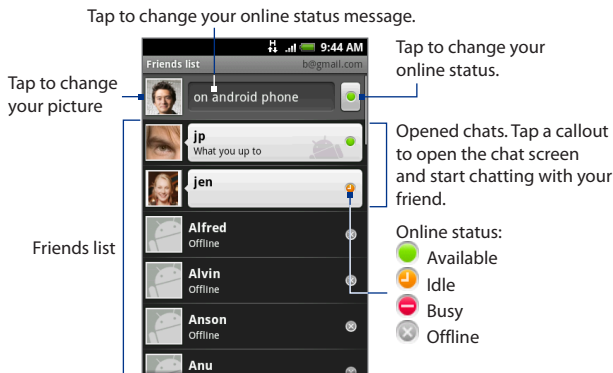 Tap to change your online status message.
H 9:44 AM
Friends list b@gmail.com
Tap to change your online status.
Tap to change your picture
on android phone
jp
What you up to
Opened chats. Tap a callout to open the chat screen and start chatting with your friend.
jen
Friends list
Alfred
Offline
Alvin
Offline
Anson
Offline
Anu
Online status:
Available
Idle
Busy
Offline